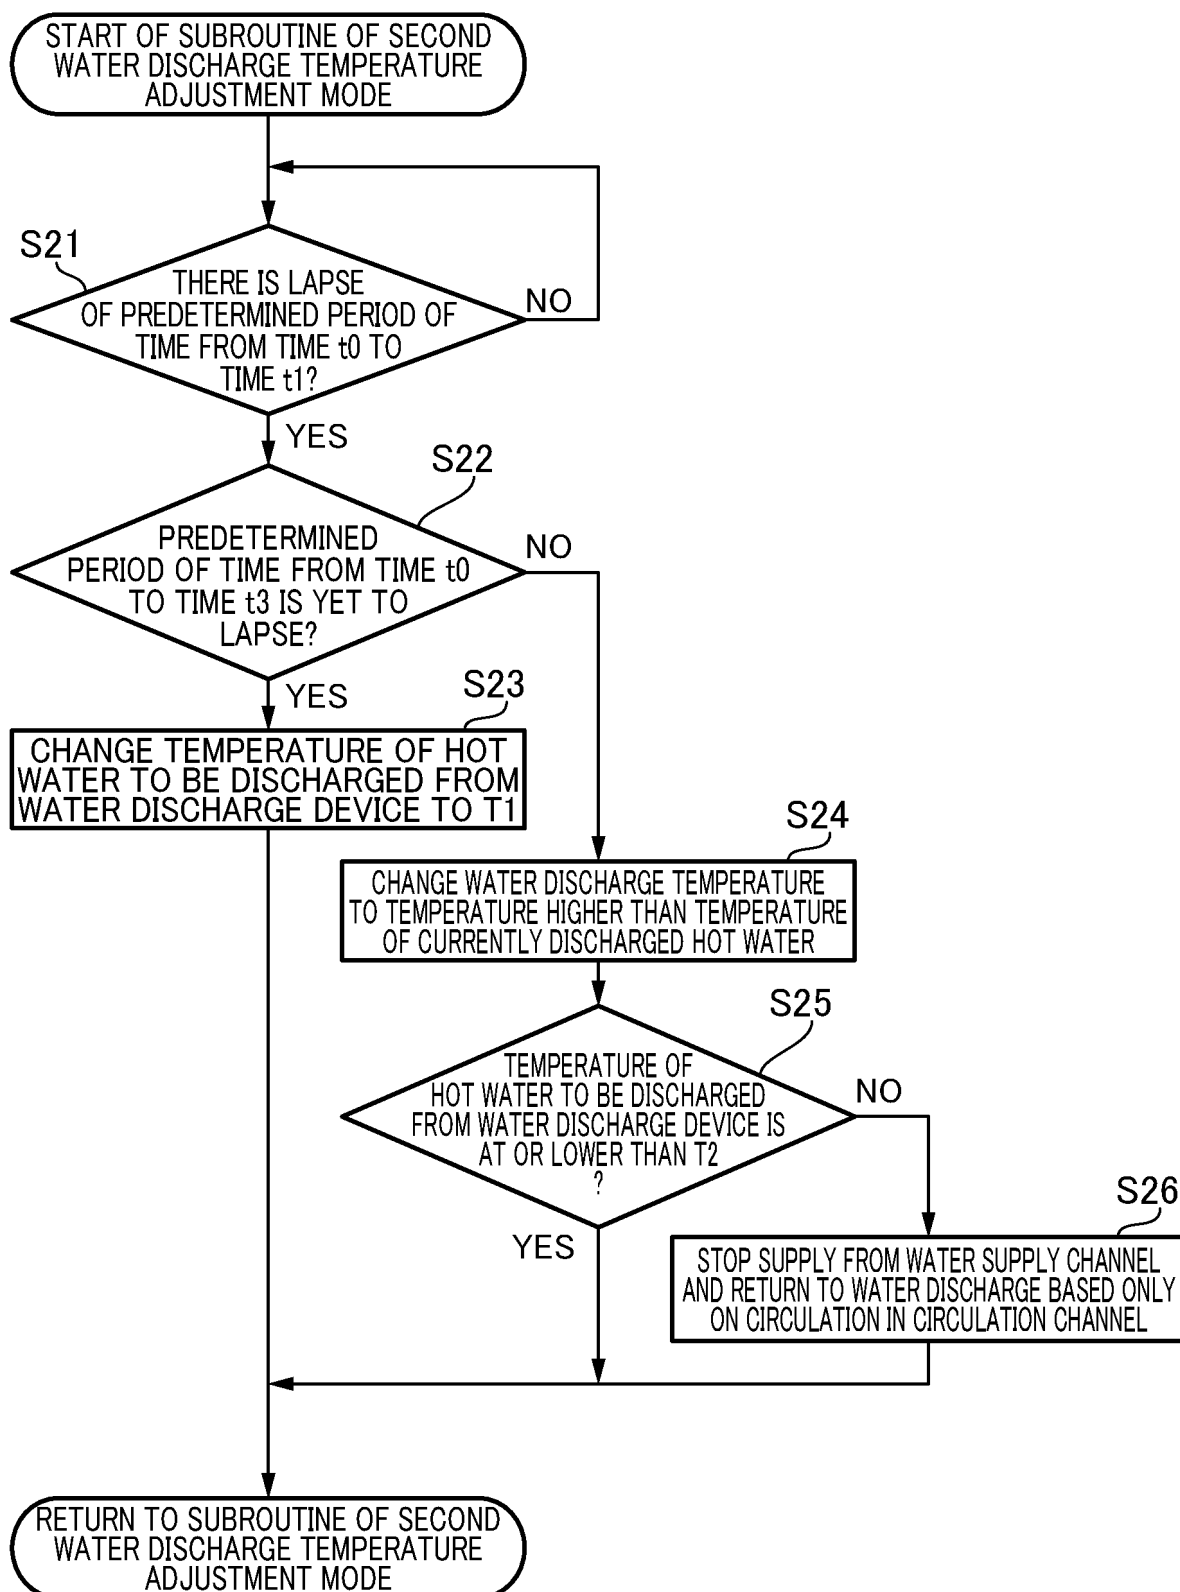 START OF SUBROUTINE OF SECOND
WATER DISCHARGE TEMPERATURE
ADJUSTMENT MODE
S21
THERE IS LAPSE
OF PREDETERMINED PERIOD OF
TIME FROM TIME t0 TO
TIME t1?
NO
YES
S22
PREDETERMINED
PERIOD OF TIME FROM TIME t0
TO TIME t3 IS YET TO
LAPSE?
NO
YES
S23
CHANGE TEMPERATURE OF HOT
WATER TO BE DISCHARGED FROM
WATER DISCHARGE DEVICE TO T1
S24
CHANGE WATER DISCHARGE TEMPERATURE
TO TEMPERATURE HIGHER THAN TEMPERATURE
OF CURRENTLY DISCHARGED HOT WATER
S25
TEMPERATURE OF
HOT WATER TO BE DISCHARGED
FROM WATER DISCHARGE DEVICE IS
AT OR LOWER THAN T2
?
NO
YES
S26
STOP SUPPLY FROM WATER SUPPLY CHANNEL
AND RETURN TO WATER DISCHARGE BASED ONLY
ON CIRCULATION IN CIRCULATION CHANNEL
RETURN TO SUBROUTINE OF SECOND
WATER DISCHARGE TEMPERATURE
ADJUSTMENT MODE